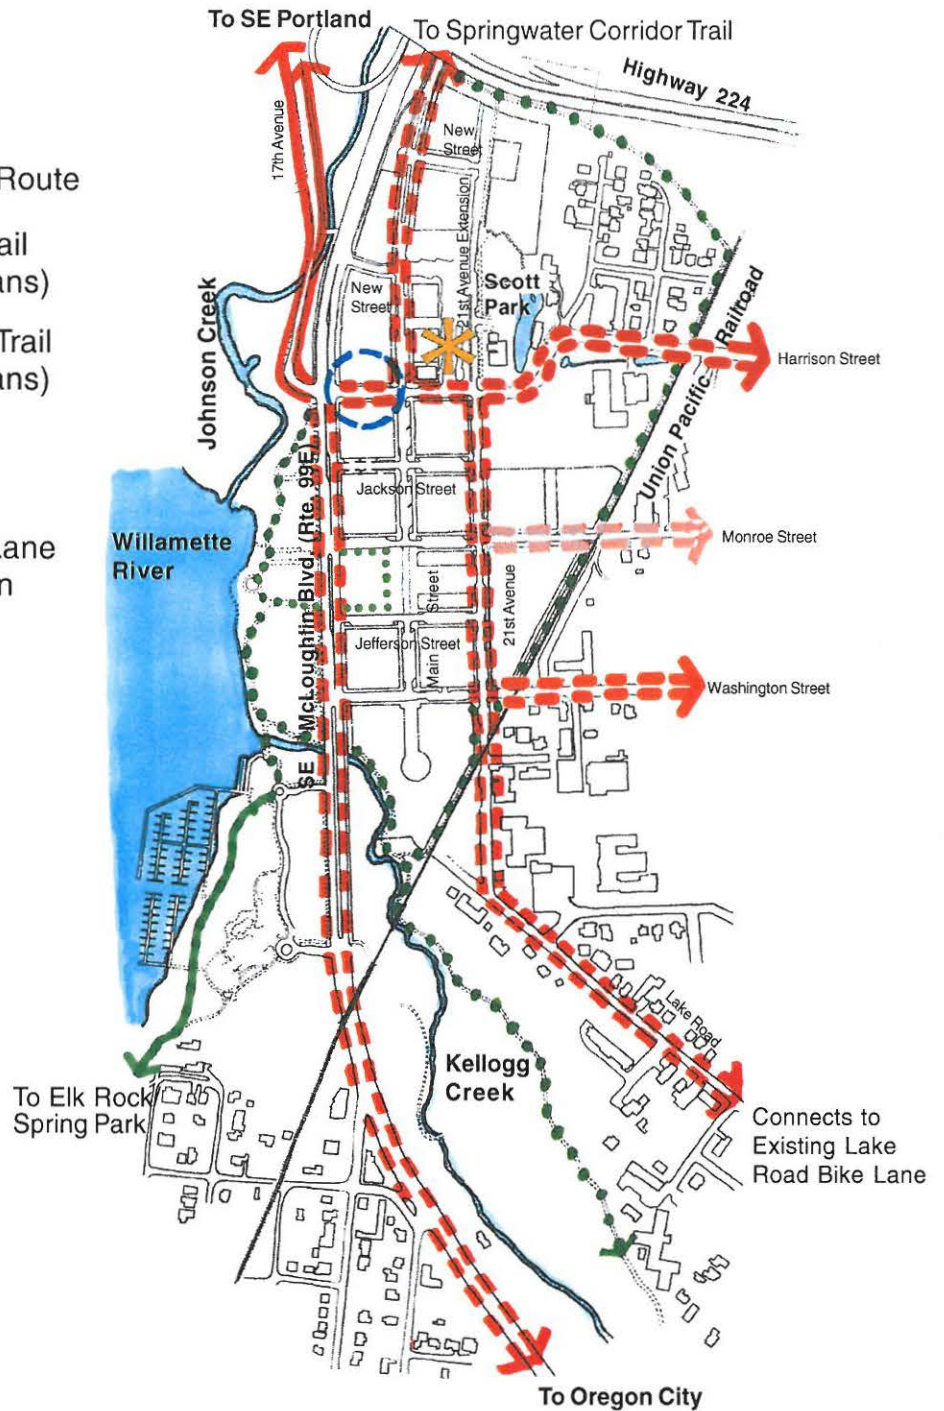 To SE Portland
To Springwater Corridor Trail
Highway 224
17th Avenue
New
Street
21st Avenue Extension
Route
ail
ans)
Trail
ans)
Lane
n
Johnson Creek
New
Street
Scott
Park
Union Pacific Railroad
Harrison Street
SE McLoughlin Blvd. (Rte. 99E)
Jackson Street
Willamette
River
Monroe Street
Main Street
21st Avenue
Jefferson Street
Washington Street
Lake Road
Kellogg
Creek
To Elk Rock
Spring Park
Connects to
Existing Lake
Road Bike Lane
To Oregon City